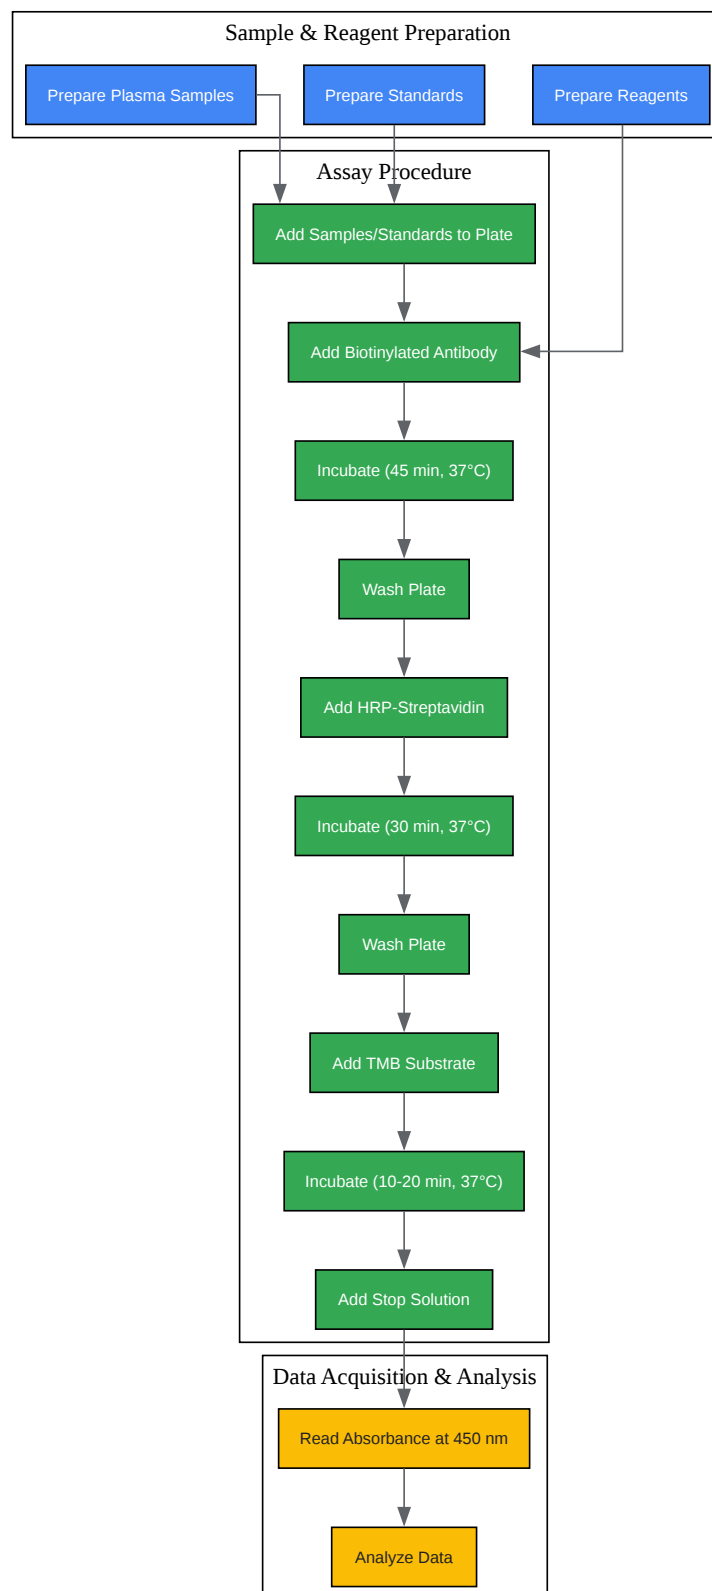 Sample & Reagent Preparation
Prepare Plasma Samples
Prepare Standards
Prepare Reagents
Assay Procedure
Add Samples/Standards to Plate
Add Biotinylated Antibody
Incubate (45 min, 37°C)
Wash Plate
Add HRP-Streptavidin
Incubate (30 min, 37°C)
Wash Plate
Add TMB Substrate
Incubate (10-20 min, 37°C)
Add Stop Solution
Data Acquisition & Analysis
Read Absorbance at 450 nm
Analyze Data